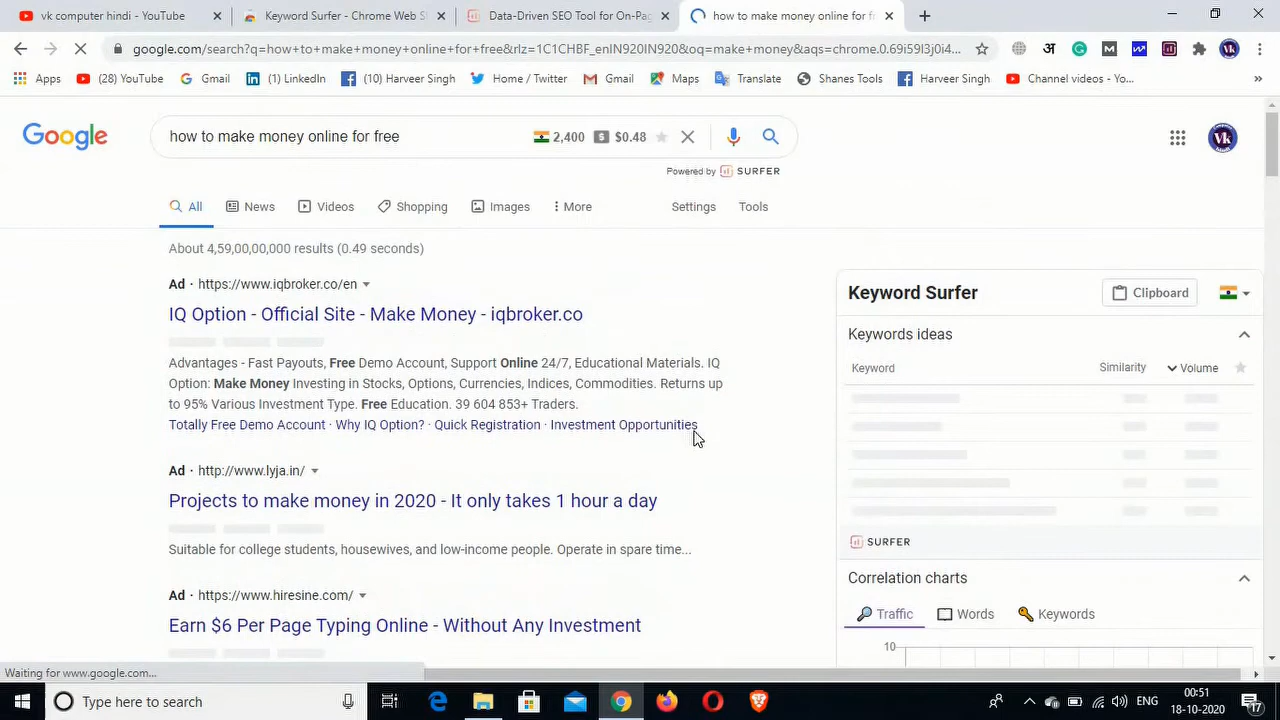 vk computer hindi - YouTube
Keyword Surfer - Chrome Web S
Data-Driven SEO Tool for On-Pag
how to make money online for fr
google.com/search?q=how+to+make+money+online+for+free&rlz=1C1CHBF_enIN920IN920&oq=make+money&aqs=chrome.0.69i59l3j0i4...
Apps
(28) YouTube
Gmail
(1) LinkedIn
(10) Harveer Singh
Home / Twitter
Gmail
Maps
Translate
Shanes Tools
Harveer Singh
Channel videos - Yo...
Google
how to make money online for free
2,400
$0.48
Vk
Powered by SURFER
All
News
Videos
Shopping
Images
More
Settings
Tools
About 4,59,00,00,000 results (0.49 seconds)
Ad · https://www.iqbroker.co/en
IQ Option - Official Site - Make Money - iqbroker.co
Advantages - Fast Payouts, Free Demo Account, Support Online 24/7, Educational Materials. IQ
Option: Make Money Investing in Stocks, Options, Currencies, Indices, Commodities. Returns up
to 95% Various Investment Type. Free Education. 39 604 853+ Traders.
Totally Free Demo Account · Why IQ Option? · Quick Registration · Investment Opportunities
Ad · http://www.lyja.in/
Projects to make money in 2020 - It only takes 1 hour a day
Suitable for college students, housewives, and low-income people. Operate in spare time...
Ad · https://www.hiresine.com/
Earn $6 Per Page Typing Online - Without Any Investment
Keyword Surfer
Clipboard
Keywords ideas
Keyword
Similarity
Volume
SURFER
Correlation charts
Traffic
Words
Keywords
10
Waiting for www.google.com...
Type here to search
ENG
00:51
18-10-2020
17